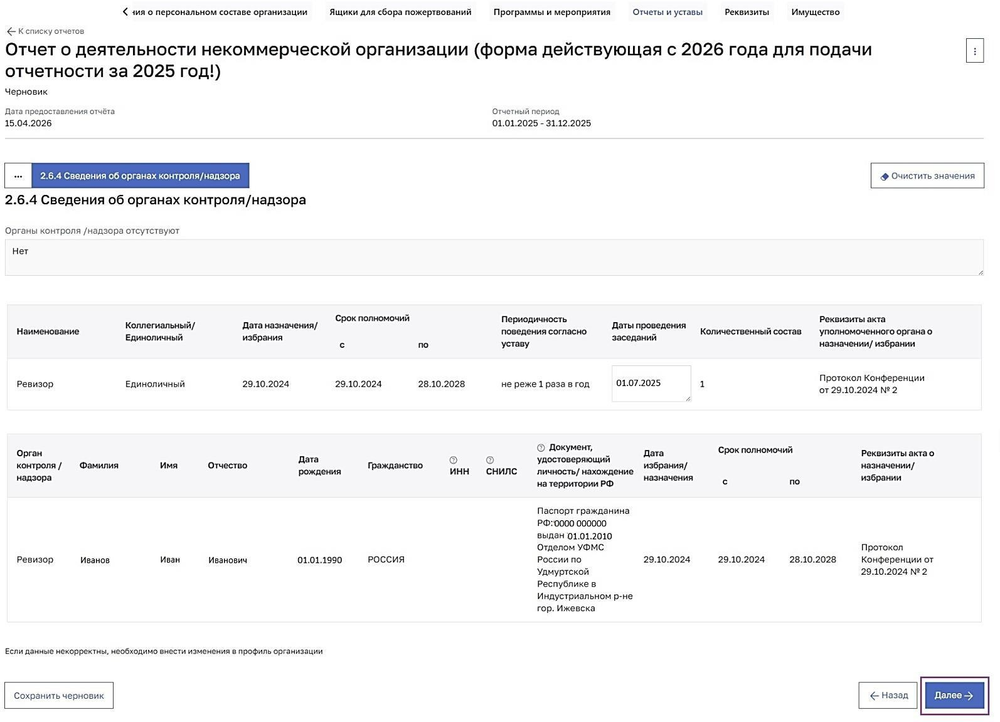 ния о персональном составе организации Ящики для сбора пожертвований Программы и мероприятия Отчеты и уставы Реквизиты Имущество
К списку отчетов
Отчет о деятельности некоммерческой организации (форма действующая с 2026 года для подачи
отчетности за 2025 год!)
Черновик
Дата предоставления отчёта Отчетный период
15.04.2026 01.01.2025 - 31.12.2025
... 2.6.4 Сведения об органах контроля/надзора Очистить значения
2.6.4 Сведения об органах контроля/надзора
Органы контроля /надзора отсутствуют
Нет
Наименование
Коллегиальный/
Единоличный
Дата назначения/
избрания
Срок полномочий
с по
Периодичность
поведения согласно
уставу
Даты проведения
заседаний
Количественный состав
Реквизиты акта
уполномоченного органа о
назначении/ избрании
Ревизор
Единоличный
29.10.2024
29.10.2024
28.10.2028
не реже 1 раза в год
01.07.2025
1
Протокол Конференции
от 29.10.2024 № 2
Орган
контроля /
надзора
Фамилия
Имя
Отчество
Дата
рождения
Гражданство
ИНН
СНИЛС
Документ,
удостоверяющий
личность/ нахождение
на территории РФ
Дата
избрания/
назначения
Срок полномочий
с по
Реквизиты акта о
назначении/
избрании
Ревизор
Иванов
Иван
Иванович
01.01.1990
РОССИЯ
Паспорт гражданина
РФ: 0000 000000
выдан 01.01.2010
Отделом УФМС
России по
Удмуртской
Республике в
Индустриальном р-не
гор. Ижевска
29.10.2024
29.10.2024
28.10.2028
Протокол
Конференции от
29.10.2024 № 2
Если данные некорректны, необходимо внести изменения в профиль организации
Сохранить черновик Назад Далее